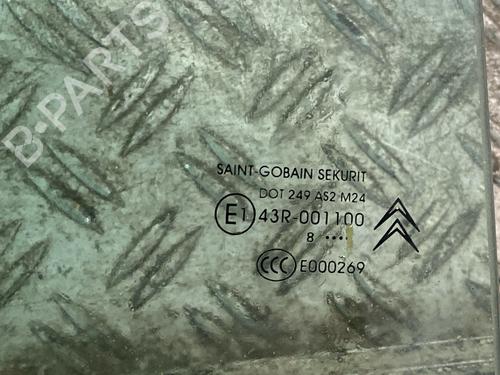 B-PARTS
SAINT-GOBAIN SEKURIT
DOT 249 AS2 M24
E1 43R-001100
8 ••••
CCC E000269